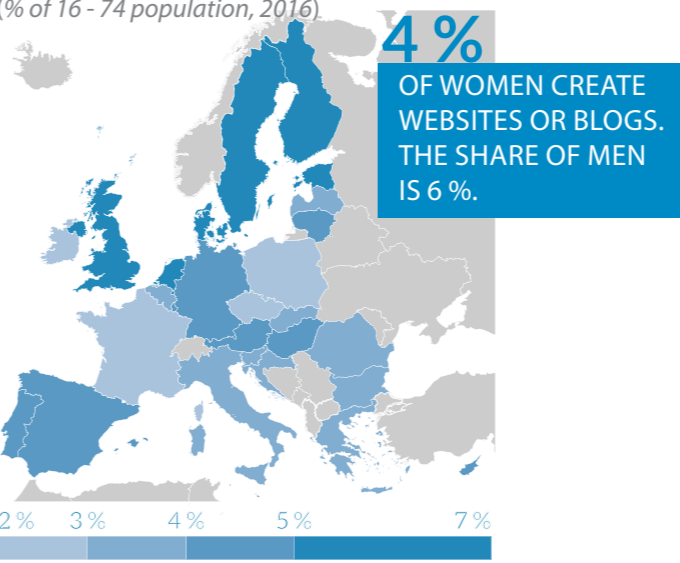 (% of 16 - 74 population, 2016)
4 %
OF WOMEN CREATE
WEBSITES OR BLOGS.
THE SHARE OF MEN
IS 6 %.
2 % 3 % 4 % 5 % 7 %